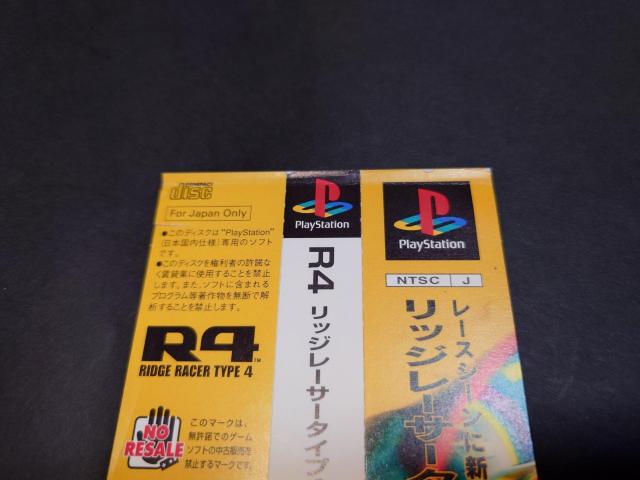 COMPACT
disc
For Japan Only
●このディスクは"PlayStation"
(日本国内仕様)専用のソフト
です。
●このディスクを権利者の許諾な
く賃貸業に使用することを禁止
します。また、ソフトに含まれる
プログラム等著作物を無断で解
析することを禁止します。
R4™
RIDGE RACER TYPE 4
NO
RESALE
このマークは、
無許諾でのゲーム
ソフトの中古販売を
禁止するマークです。
PlayStation
R4 リッジレーサータイプ
PlayStation
NTSC J
レースシーンに新
リッジレーサータ